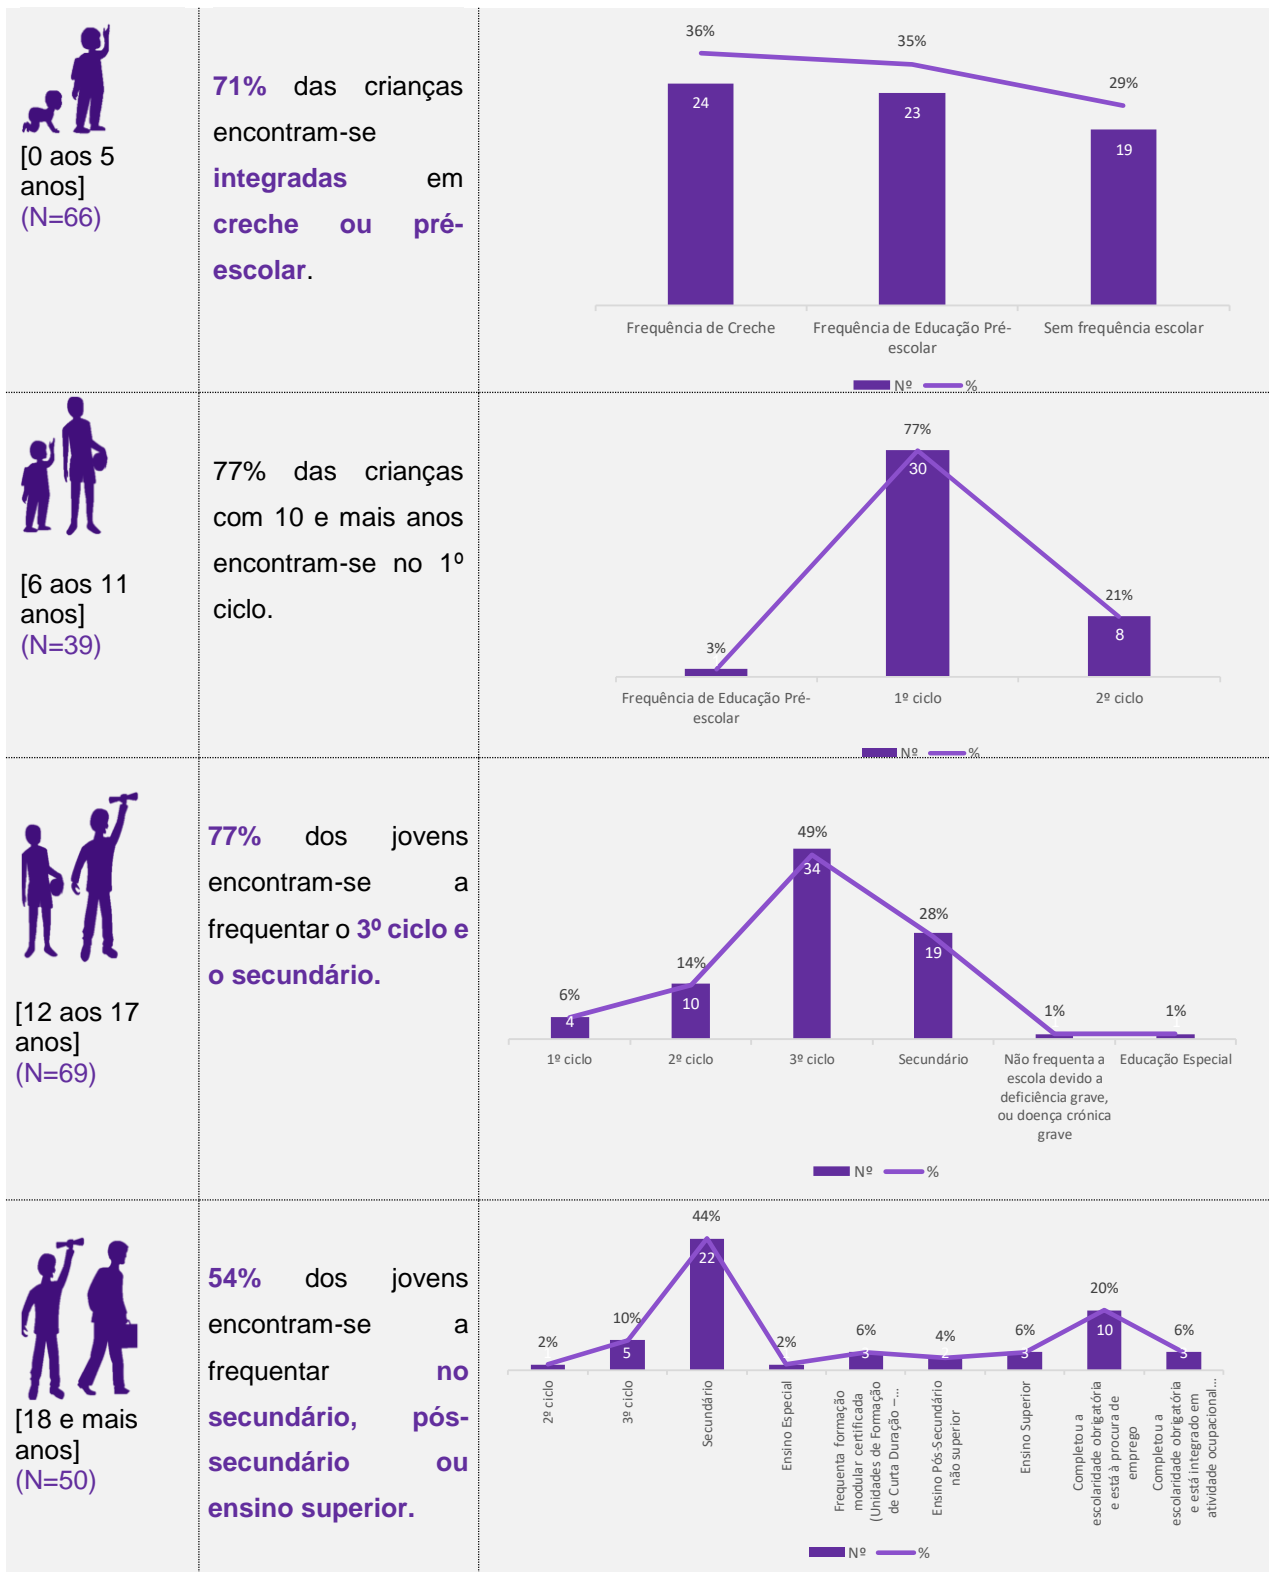 [0 aos 5
anos]
(N=66)
71% das crianças
encontram-se
integradas em
creche ou pré-
escolar.
36%
35%
29%
24
23
19
Frequência de Creche
Frequência de Educação Pré-
escolar
Sem frequência escolar
Nº
%
[6 aos 11
anos]
(N=39)
77% das crianças
com 10 e mais anos
encontram-se no 1º
ciclo.
77%
30
21%
8
3%
Frequência de Educação Pré-
escolar
1º ciclo
2º ciclo
Nº
%
[12 aos 17
anos]
(N=69)
77% dos jovens
encontram-se a
frequentar o 3º ciclo e
o secundário.
6%
14%
49%
28%
1%
1%
4
10
34
19
1º ciclo
2º ciclo
3º ciclo
Secundário
Não frequenta a
escola devido a
deficiência grave,
ou doença crónica
grave
Educação Especial
Nº
%
[18 e mais
anos]
(N=50)
54% dos jovens
encontram-se a
frequentar no
secundário, pós-
secundário ou
ensino superior.
2%
10%
44%
2%
6%
4%
6%
20%
6%
5
22
3
2
3
10
3
2º ciclo
3º ciclo
Secundário
Ensino Especial
Frequenta formação
modular certificada
(Unidades de Formação
de Curta Duração – ...
Ensino Pós-Secundário
não superior
Ensino Superior
Completou a
escolaridade obrigatória
e está à procura de
emprego
Completou a
escolaridade obrigatória
e está integrado em
atividade ocupacional...
Nº
%